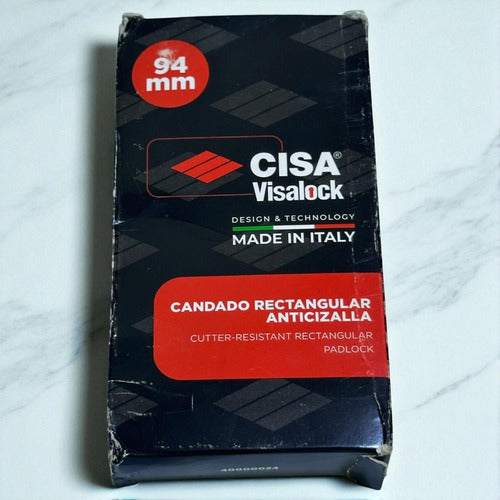 94
mm
CISA®
Visalock
DESIGN & TECHNOLOGY
MADE IN ITALY
CANDADO RECTANGULAR
ANTICIZALLA
CUTTER-RESISTANT RECTANGULAR
PADLOCK